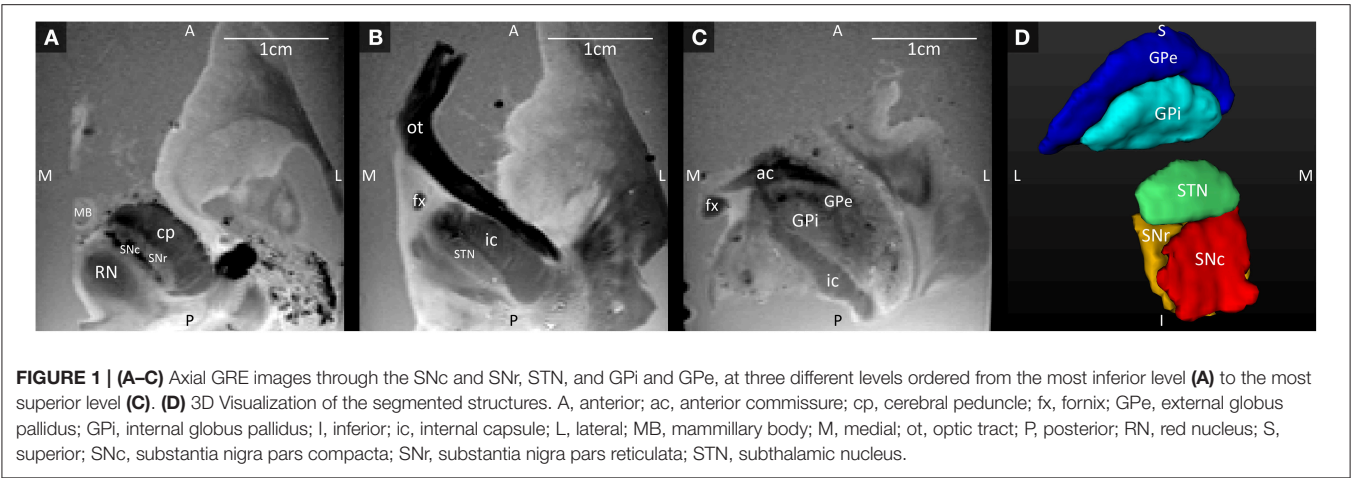 A
A
1cm
M
L
MB
cp
SNc
SNr
RN
P
B
A
1cm
ot
M
fx
ic
STN
P
C
A
1cm
M
L
ac
fx
GPe
GPi
ic
P
D
S
GPe
GPi
L
M
STN
SNr
SNc
I
FIGURE 1 | (A–C) Axial GRE images through the SNc and SNr, STN, and GPi and GPe, at three different levels ordered from the most inferior level (A) to the most
superior level (C). (D) 3D Visualization of the segmented structures. A, anterior; ac, anterior commissure; cp, cerebral peduncle; fx, fornix; GPe, external globus
pallidus; GPi, internal globus pallidus; I, inferior; ic, internal capsule; L, lateral; MB, mammillary body; M, medial; ot, optic tract; P, posterior; RN, red nucleus; S,
superior; SNc, substantia nigra pars compacta; SNr, substantia nigra pars reticulata; STN, subthalamic nucleus.